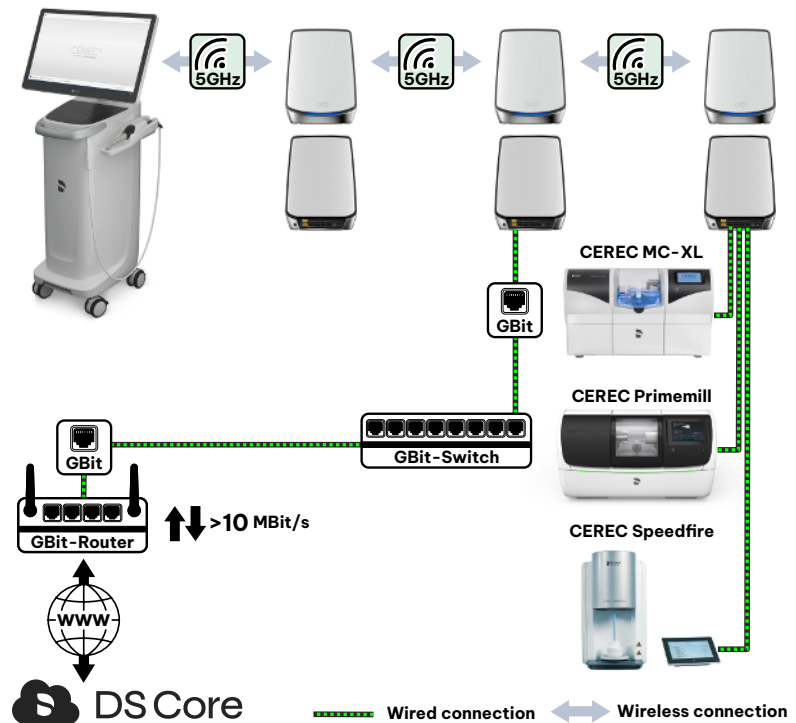 CEREC
5GHz
5GHz
5GHz
CEREC MC-XL
GBit
CEREC Primemill
GBit
GBit-Switch
>10 MBit/s
GBit-Router
CEREC Speedfire
WWW
DS Core
Wired connection
Wireless connection